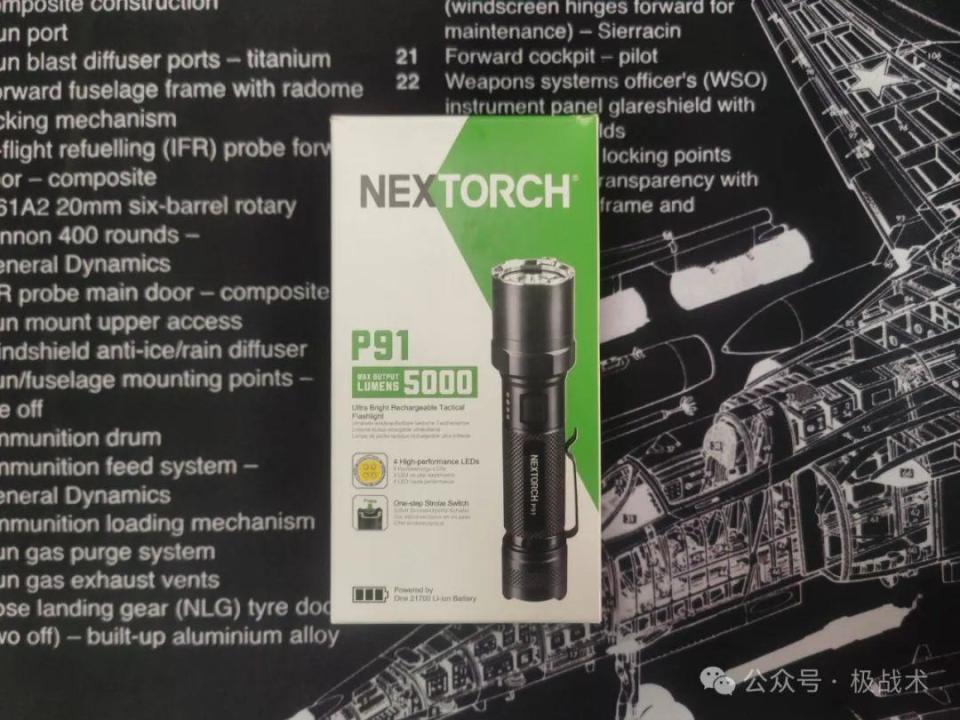 composite construction
un port
un blast diffuser ports – titanium
orward fuselage frame with radome
cking mechanism
-flight refuelling (IFR) probe forw
oor – composite
61A2 20mm six-barrel rotary
nnon 400 rounds –
eneral Dynamics
R probe main door – composite
un mount upper access
indshield anti-ice/rain diffuser
un/fuselage mounting points –
e off
mmunition drum
mmunition feed system –
eneral Dynamics
mmunition loading mechanism
un gas purge system
un gas exhaust vents
ose landing gear (NLG) tyre doo
wo off) – built-up aluminium alloy
(windscreen hinges forward for
maintenance) – Sierracin
21 Forward cockpit – pilot
22 Weapons systems officer's (WSO)
instrument panel glareshield with
lds
locking points
ransparency with
frame and
NEXTORCH®
P91
MAX OUTPUT
LUMENS 5000
Ultra Bright Rechargeable Tactical
Flashlight
4 High-performance LEDs
One-step Strobe Switch
Powered by
One 21700 Li-ion Battery
NEXTORCH P91
公众号 · 极战术